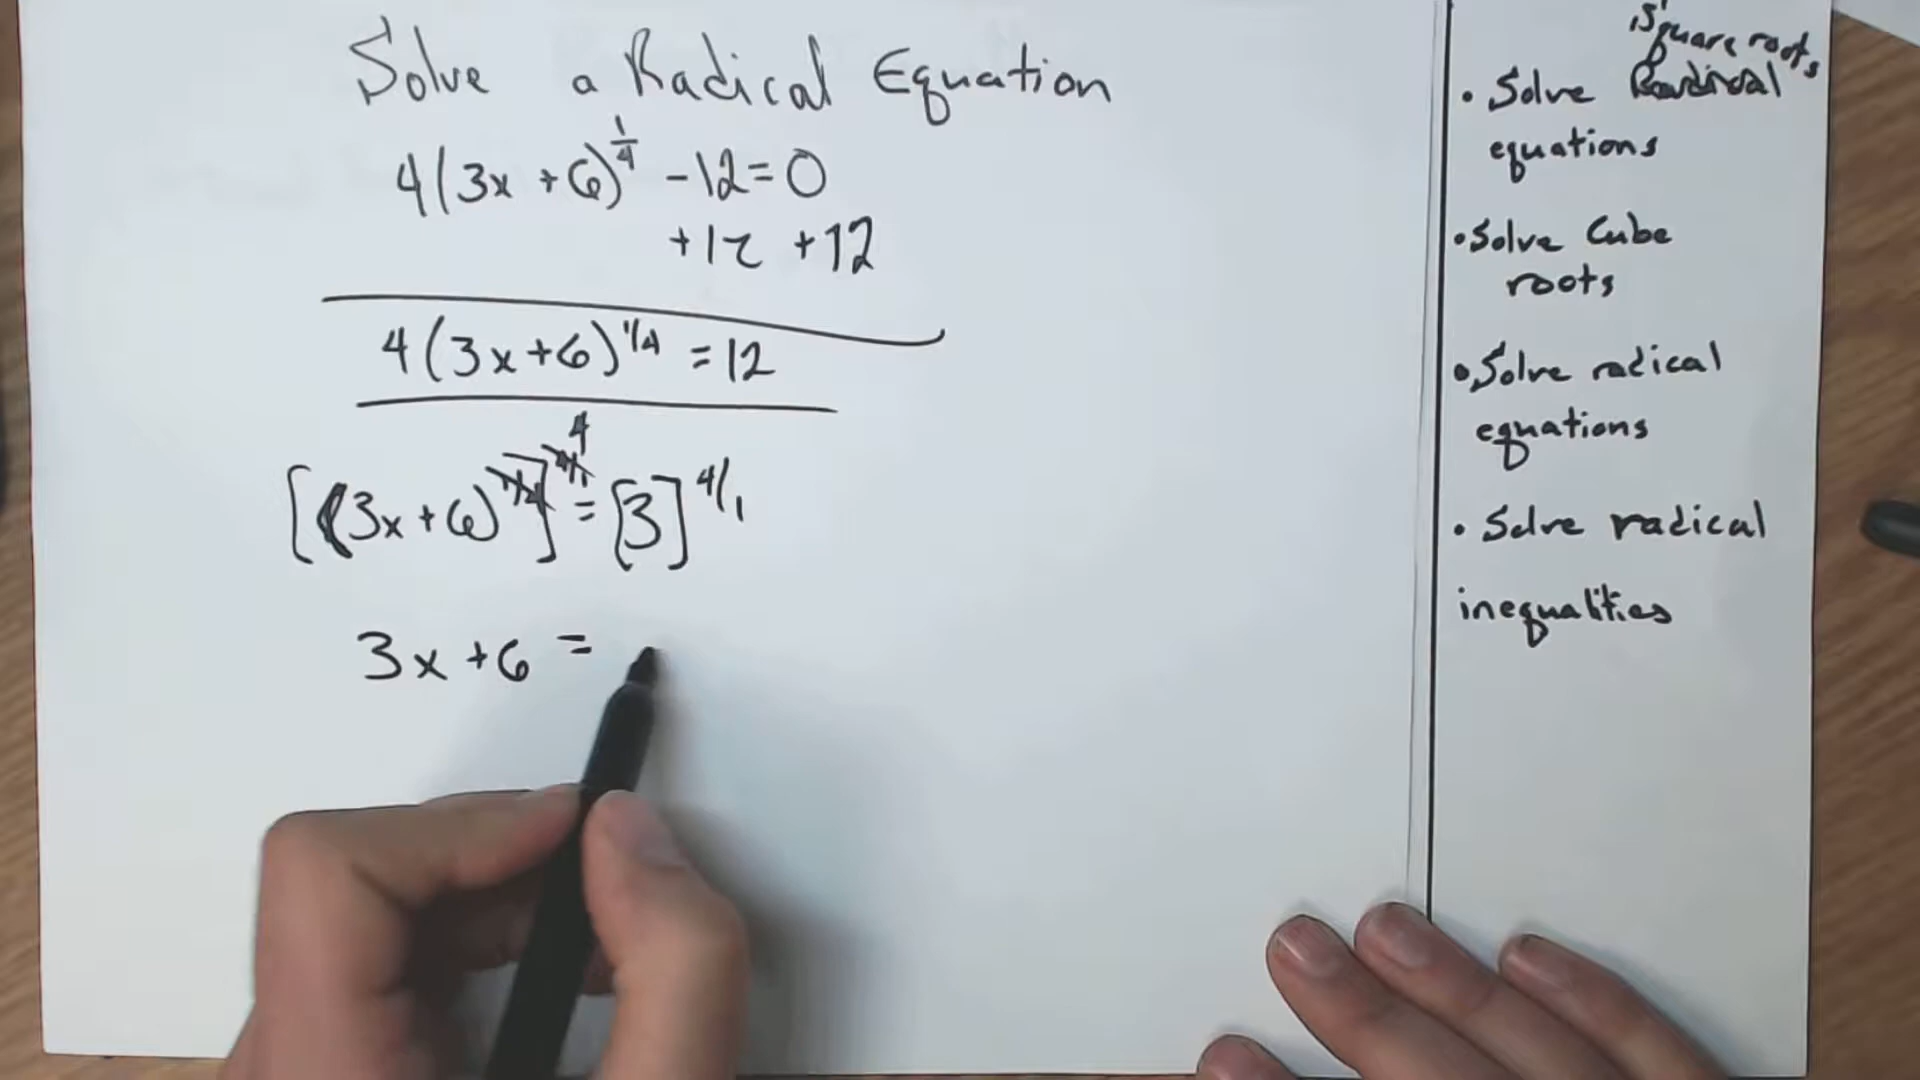 Solve a Radical Equation
4(3x+6)^1/4 -12=0
+12 +12
4(3x+6)^1/4 =12
[(3x+6)^1/4]^4/1 4 = [3]^4/1
3x+6 =
square roots
• Solve Radical
equations
• Solve Cube
roots
• Solve radical
equations
• Solve radical
inequalities